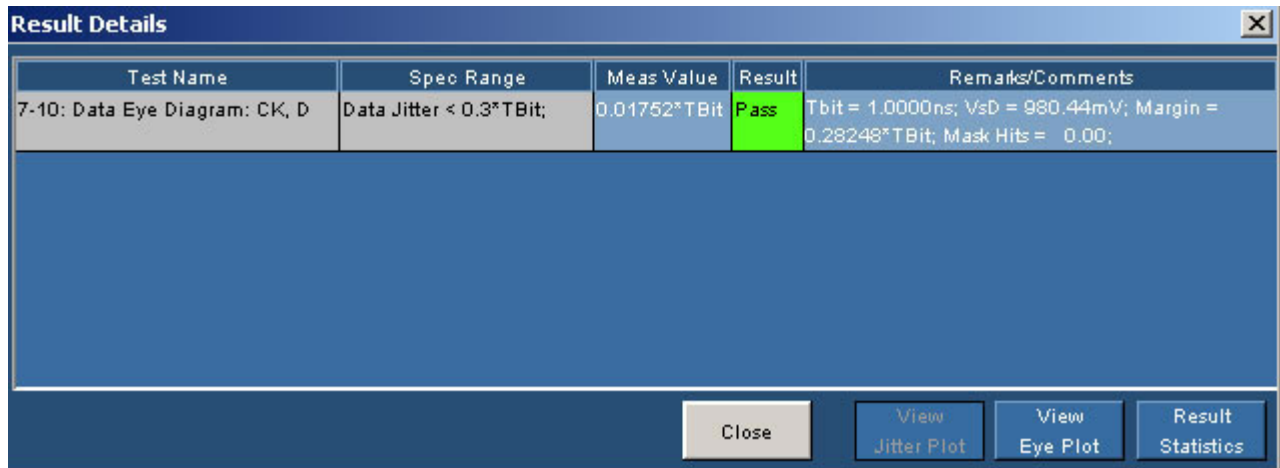 Result Details
Test Name Spec Range Meas Value Result Remarks/Comments
7-10: Data Eye Diagram: CK, D Data Jitter < 0.3*TBit; 0.01752*TBit Pass Tbit = 1.0000ns; VsD = 980.44mV; Margin =
0.28248*TBit; Mask Hits = 0.00;
Close
View
Jitter Plot
View
Eye Plot
Result
Statistics